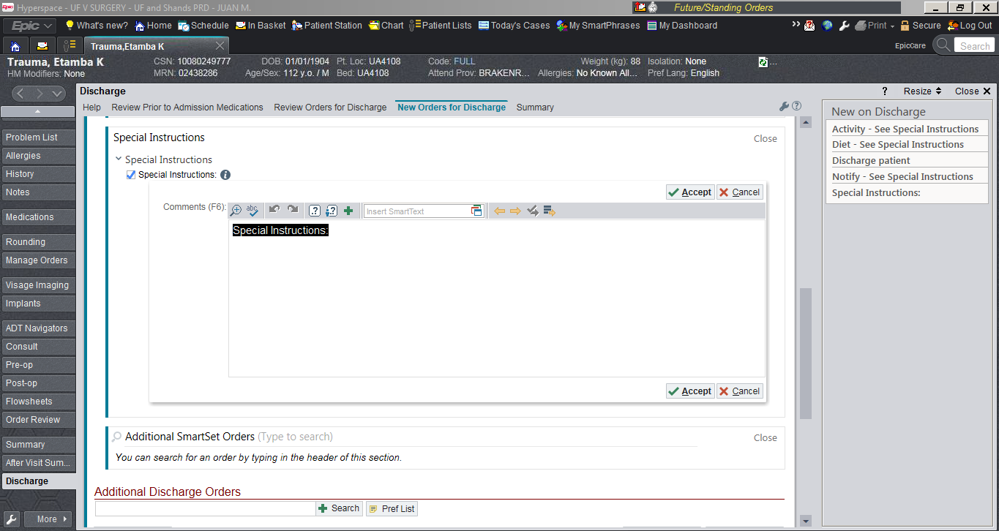 Epic Hyperspace - UF V SURGERY - UF and Shands PRD - JUAN M.
Future/Standing Orders
Epic What's new? Home Schedule In Basket Patient Station Chart Patient Lists Today's Cases My SmartPhrases My Dashboard » Print Secure Log Out
Trauma,Etamba K
EpicCare Search
Trauma, Etamba K CSN: 10080249777 DOB: 01/01/1904 Pt. Loc: UA4108 Code: FULL Weight (kg): 88 Isolation: None ...
HM Modifiers: None MRN: 02438286 Age/Sex: 112 y.o. / M Bed: UA4108 Attend Prov: BRAKENR... Allergies: No Known All... Pref Lang: English
Discharge
? Resize Close
Help Review Prior to Admission Medications Review Orders for Discharge New Orders for Discharge Summary
Problem List
Allergies
History
Notes
Medications
Rounding
Manage Orders
Visage Imaging
Implants
ADT Navigators
Consult
Pre-op
Post-op
Flowsheets
Order Review
Summary
After Visit Sum...
Discharge
More
Special Instructions Close
Special Instructions
Special Instructions:
Accept Cancel
Comments (F6): abc Insert SmartText
Special Instructions:
Accept Cancel
Additional SmartSet Orders (Type to search) Close
You can search for an order by typing in the header of this section.
Additional Discharge Orders
Search Pref List
New on Discharge
Activity - See Special Instructions
Diet - See Special Instructions
Discharge patient
Notify - See Special Instructions
Special Instructions: